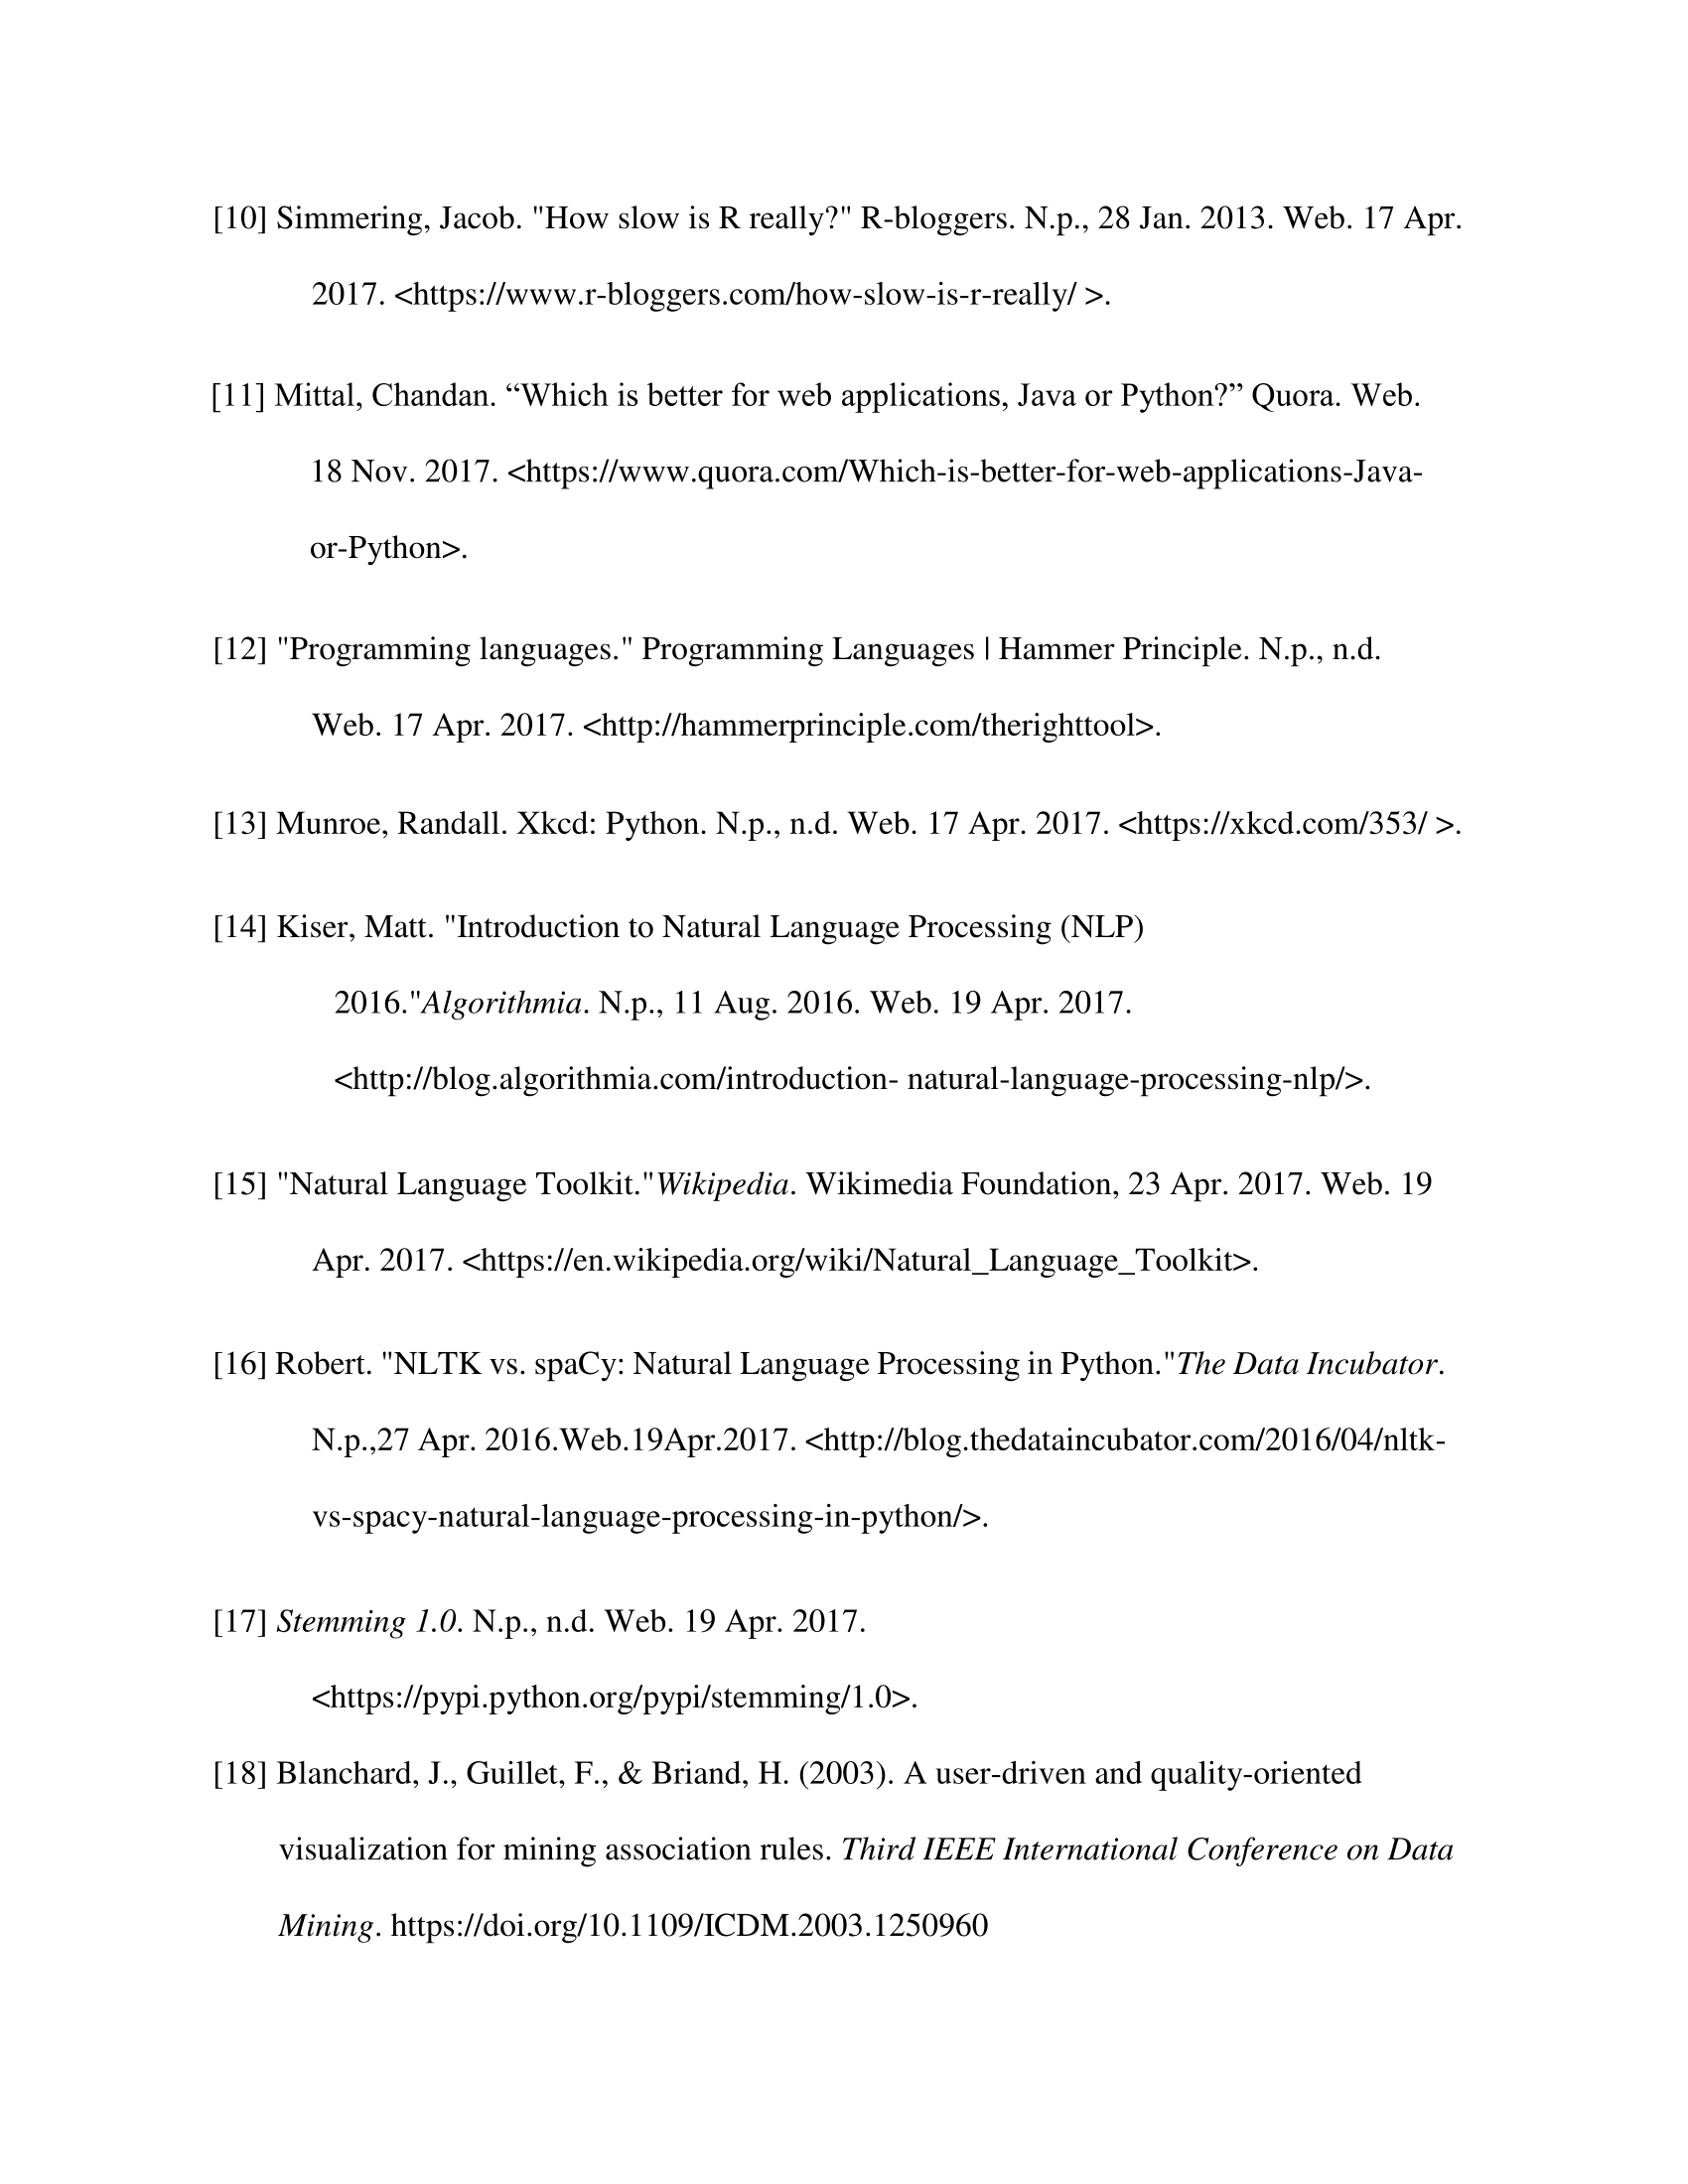 [10] Simmering, Jacob. "How slow is R really?" R-bloggers. N.p., 28 Jan. 2013. Web. 17 Apr.
2017. <https://www.r-bloggers.com/how-slow-is-r-really/ >.
[11] Mittal, Chandan. “Which is better for web applications, Java or Python?” Quora. Web.
18 Nov. 2017. <https://www.quora.com/Which-is-better-for-web-applications-Java-
or-Python>.
[12] "Programming languages." Programming Languages | Hammer Principle. N.p., n.d.
Web. 17 Apr. 2017. <http://hammerprinciple.com/therighttool>.
[13] Munroe, Randall. Xkcd: Python. N.p., n.d. Web. 17 Apr. 2017. <https://xkcd.com/353/ >.
[14] Kiser, Matt. "Introduction to Natural Language Processing (NLP)
2016."Algorithmia. N.p., 11 Aug. 2016. Web. 19 Apr. 2017.
<http://blog.algorithmia.com/introduction- natural-language-processing-nlp/>.
[15] "Natural Language Toolkit."Wikipedia. Wikimedia Foundation, 23 Apr. 2017. Web. 19
Apr. 2017. <https://en.wikipedia.org/wiki/Natural_Language_Toolkit>.
[16] Robert. "NLTK vs. spaCy: Natural Language Processing in Python."The Data Incubator.
N.p.,27 Apr. 2016.Web.19Apr.2017. <http://blog.thedataincubator.com/2016/04/nltk-
vs-spacy-natural-language-processing-in-python/>.
[17] Stemming 1.0. N.p., n.d. Web. 19 Apr. 2017.
<https://pypi.python.org/pypi/stemming/1.0>.
[18] Blanchard, J., Guillet, F., & Briand, H. (2003). A user-driven and quality-oriented
visualization for mining association rules. Third IEEE International Conference on Data
Mining. https://doi.org/10.1109/ICDM.2003.1250960